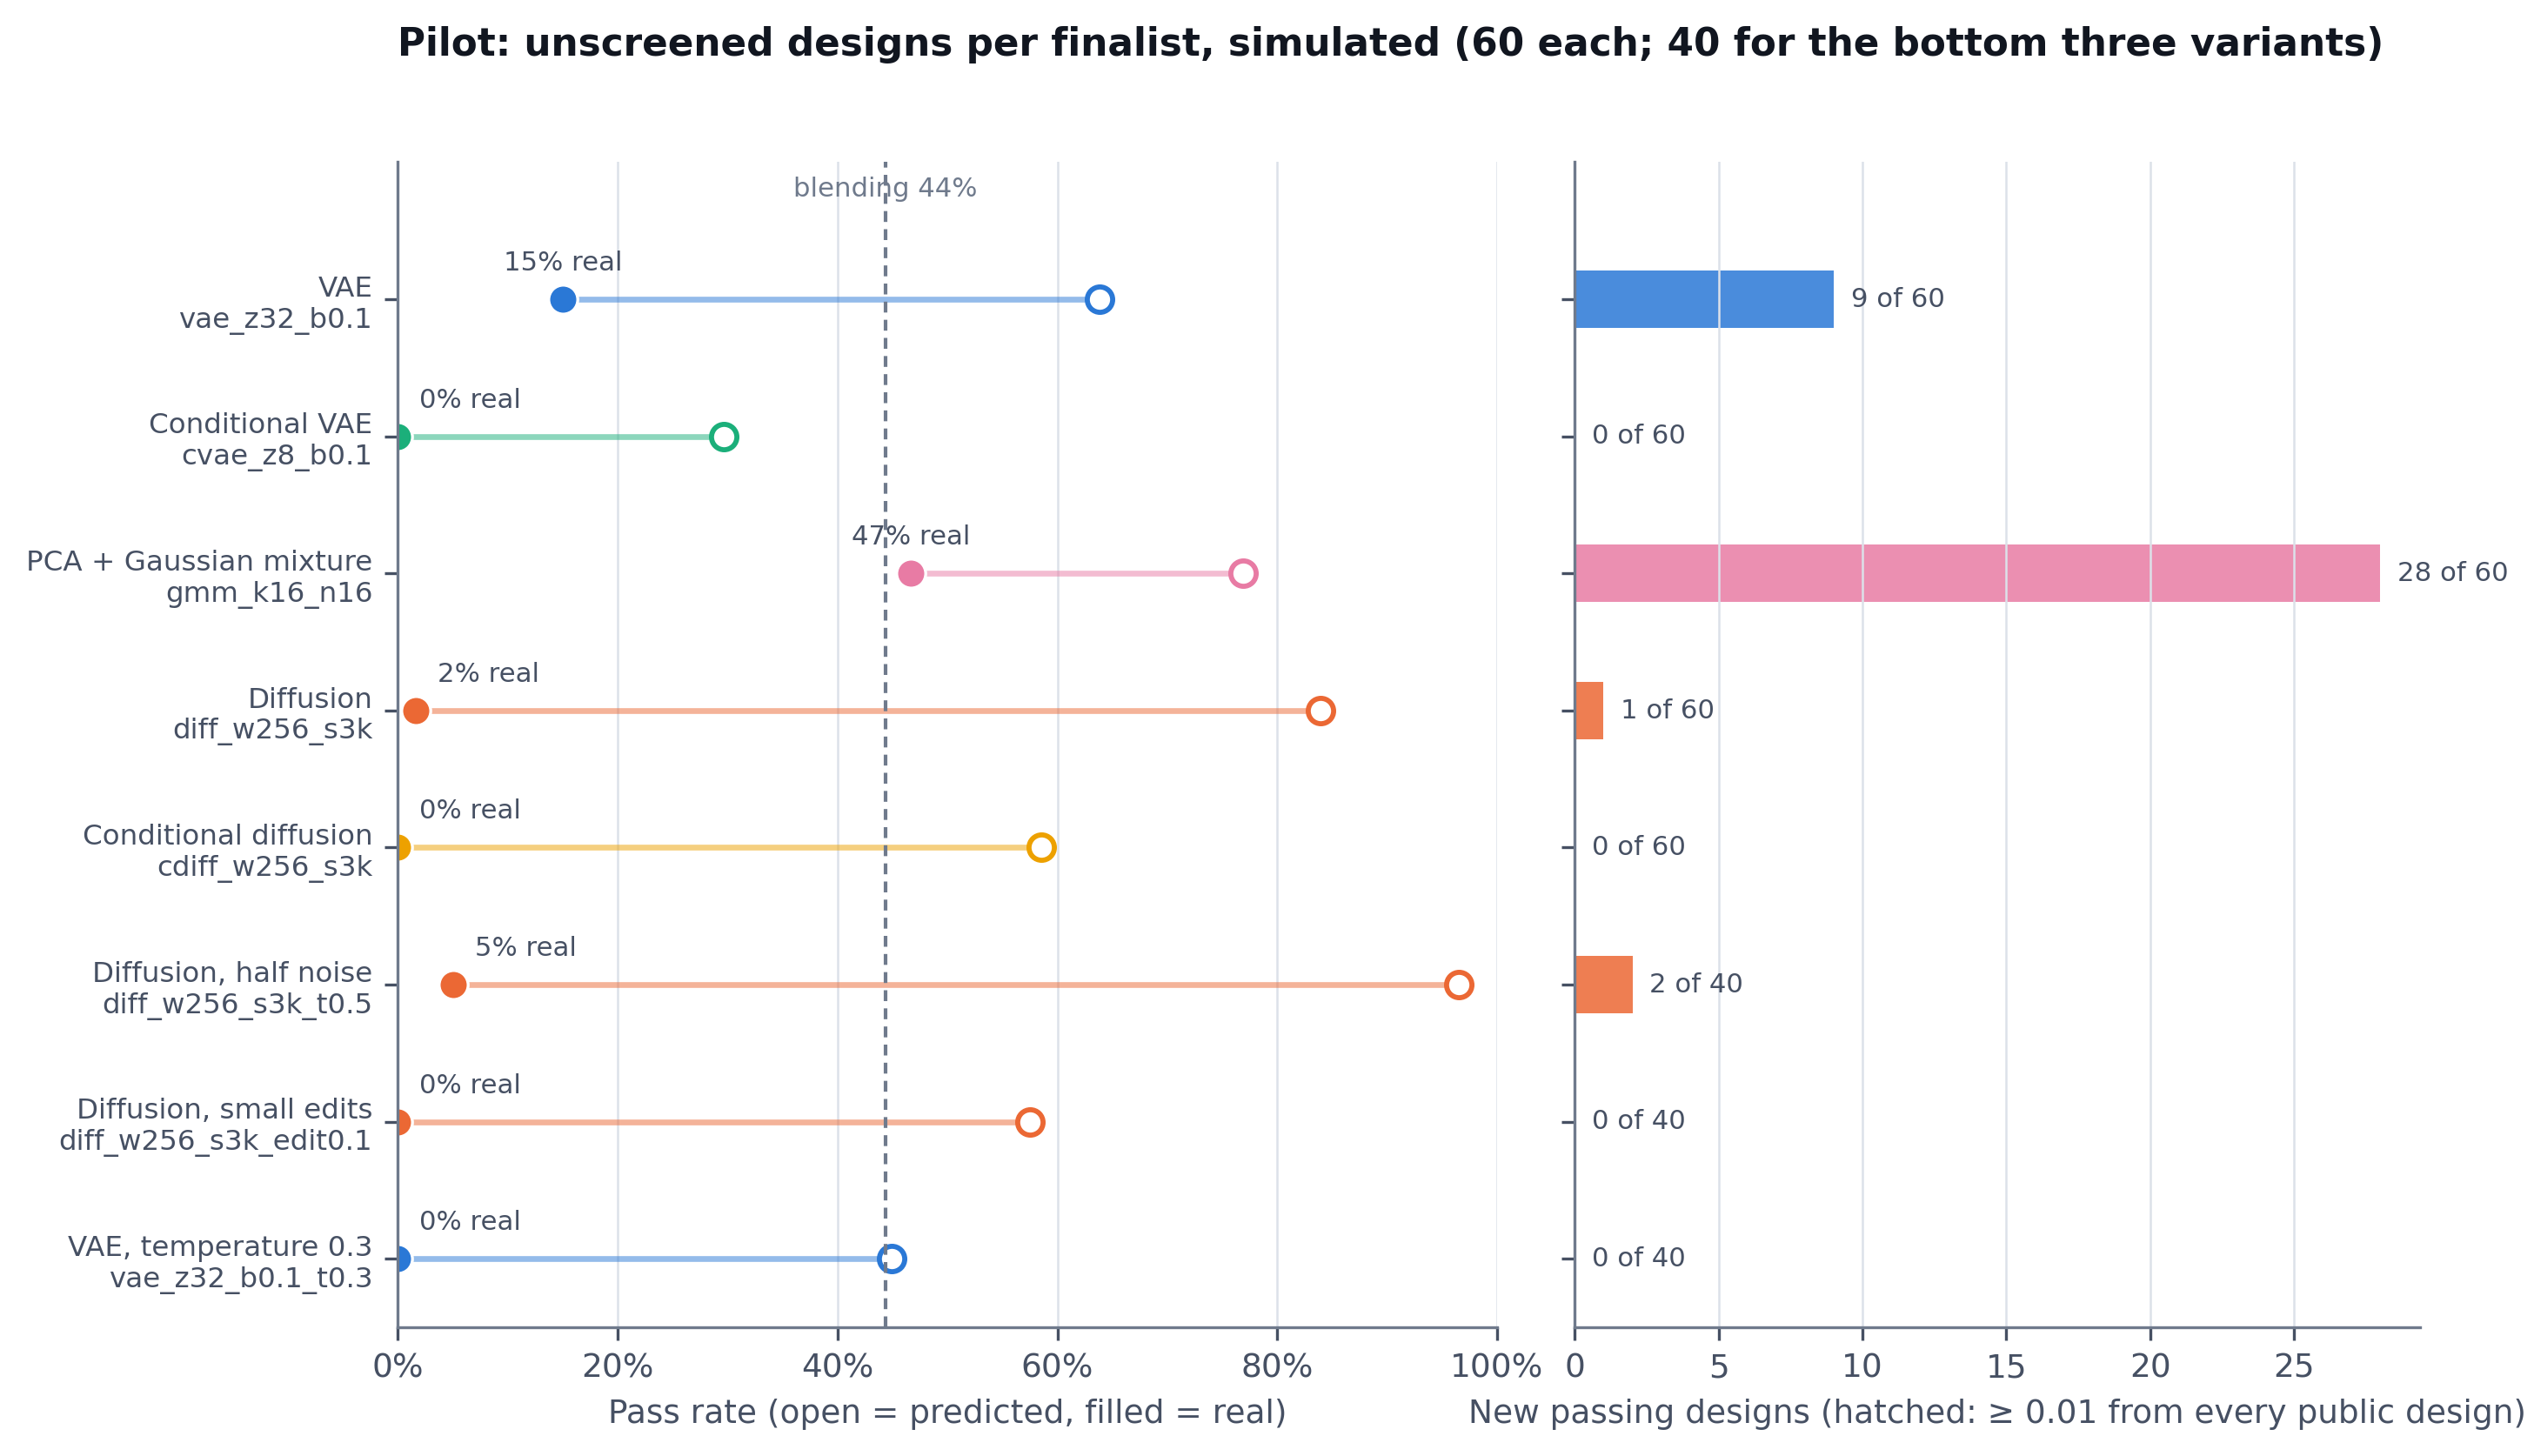 Pilot: unscreened designs per finalist, simulated (60 each; 40 for the bottom three variants)
blending 44%
VAE
vae_z32_b0.1
15% real
9 of 60
Conditional VAE
cvae_z8_b0.1
0% real
0 of 60
PCA + Gaussian mixture
gmm_k16_n16
47% real
28 of 60
Diffusion
diff_w256_s3k
2% real
1 of 60
Conditional diffusion
cdiff_w256_s3k
0% real
0 of 60
Diffusion, half noise
diff_w256_s3k_t0.5
5% real
2 of 40
Diffusion, small edits
diff_w256_s3k_edit0.1
0% real
0 of 40
VAE, temperature 0.3
vae_z32_b0.1_t0.3
0% real
0 of 40
0% 20% 40% 60% 80% 100%
Pass rate (open = predicted, filled = real)
0 5 10 15 20 25
New passing designs (hatched: ≥ 0.01 from every public design)